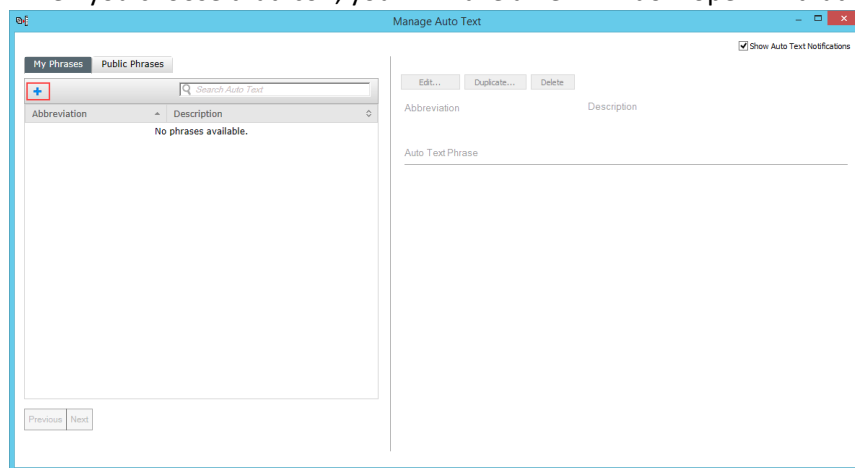 Manage Auto Text
Show Auto Text Notifications
My Phrases Public Phrases
Search Auto Text
Abbreviation Description
No phrases available.
Previous Next
Edit... Duplicate... Delete
Abbreviation Description
Auto Text Phrase